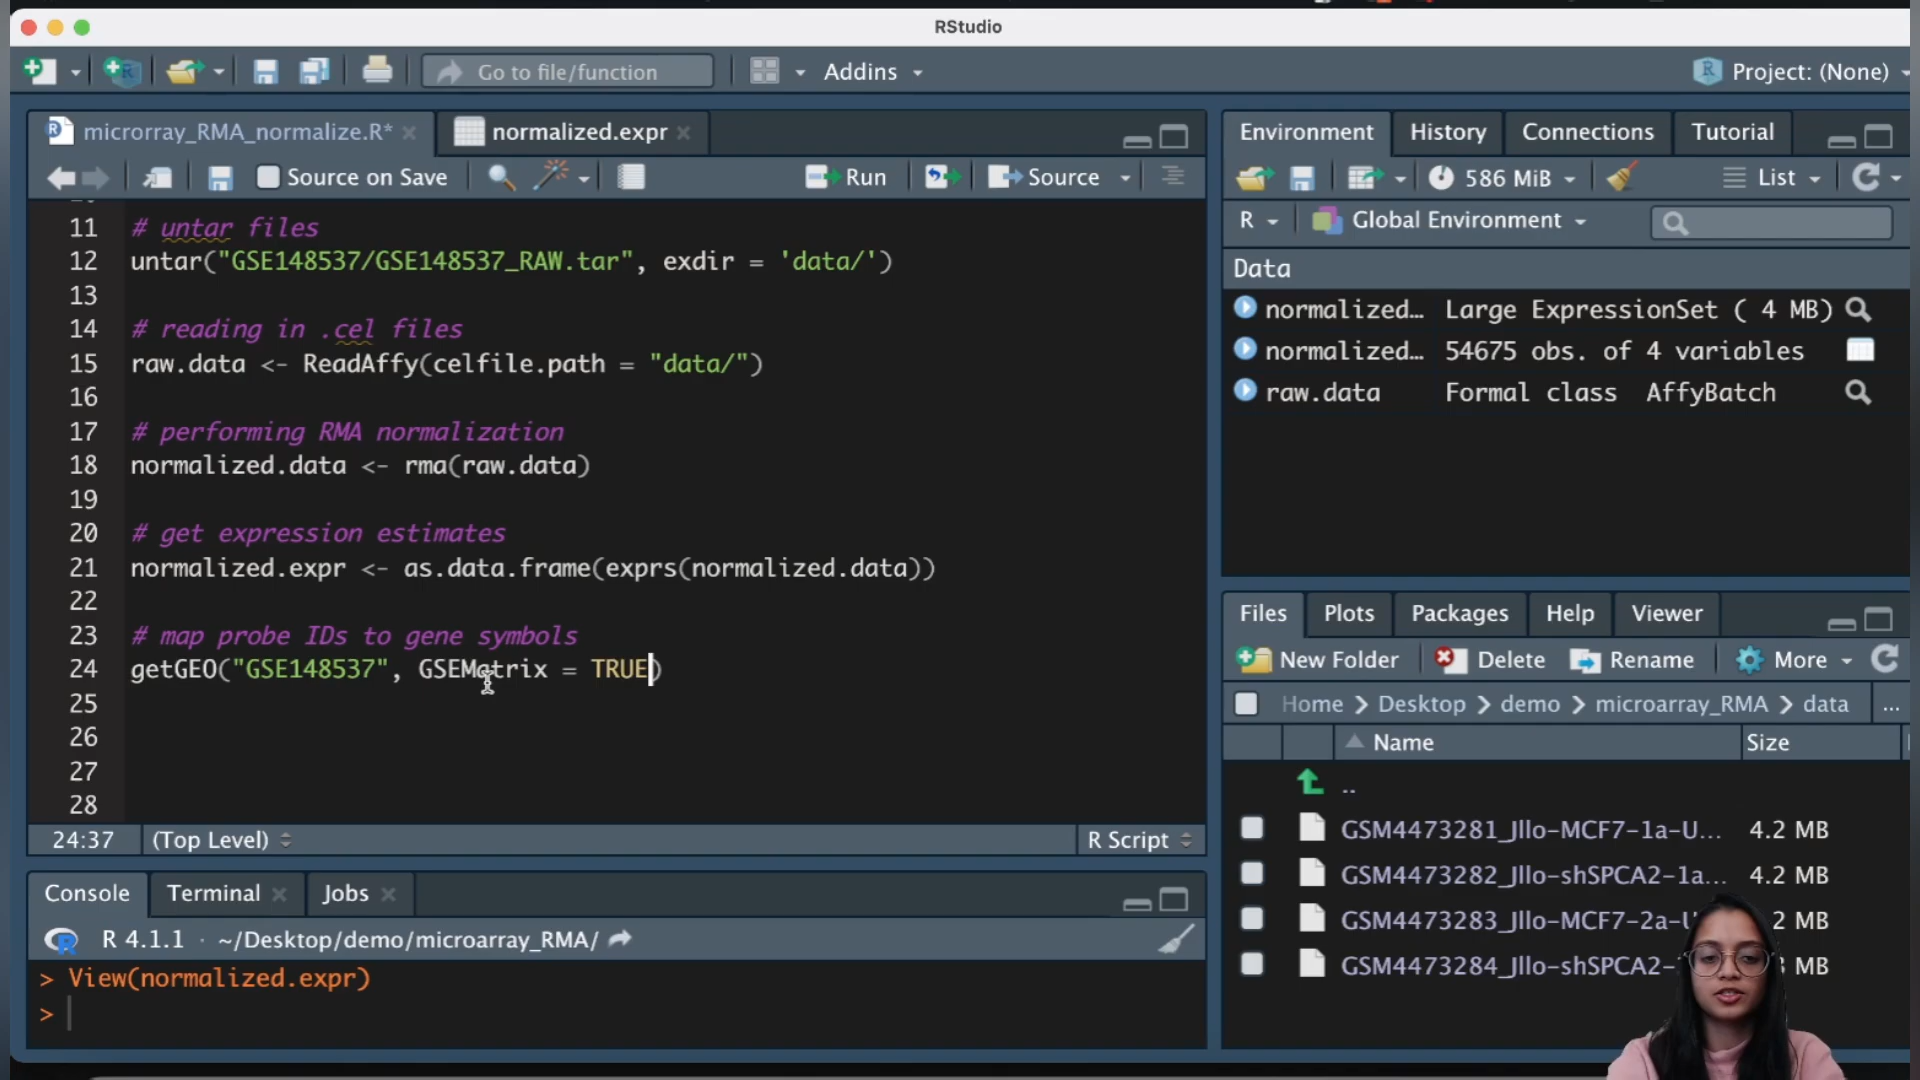 RStudio
Go to file/function
Addins
Project: (None)
microrray_RMA_normalize.R*
normalized.expr
Source on Save
Run
Source
11 # untar files
12 untar("GSE148537/GSE148537_RAW.tar", exdir = 'data/')
13
14 # reading in .cel files
15 raw.data <- ReadAffy(celfile.path = "data/")
16
17 # performing RMA normalization
18 normalized.data <- rma(raw.data)
19
20 # get expression estimates
21 normalized.expr <- as.data.frame(exprs(normalized.data))
22
23 # map probe IDs to gene symbols
24 getGEO("GSE148537", GSEMatrix = TRUE)
25
26
27
28
24:37 (Top Level) R Script
Console Terminal Jobs
R 4.1.1 · ~/Desktop/demo/microarray_RMA/
> View(normalized.expr)
>
Environment History Connections Tutorial
586 MiB List
R Global Environment
Data
normalized… Large ExpressionSet ( 4 MB)
normalized… 54675 obs. of 4 variables
raw.data Formal class AffyBatch
Files Plots Packages Help Viewer
New Folder Delete Rename More
Home > Desktop > demo > microarray_RMA > data ...
Name Size
..
GSM4473281_Jllo-MCF7-1a-U... 4.2 MB
GSM4473282_Jllo-shSPCA2-1a... 4.2 MB
GSM4473283_Jllo-MCF7-2a-U 2 MB
GSM4473284_Jllo-shSPCA2- MB